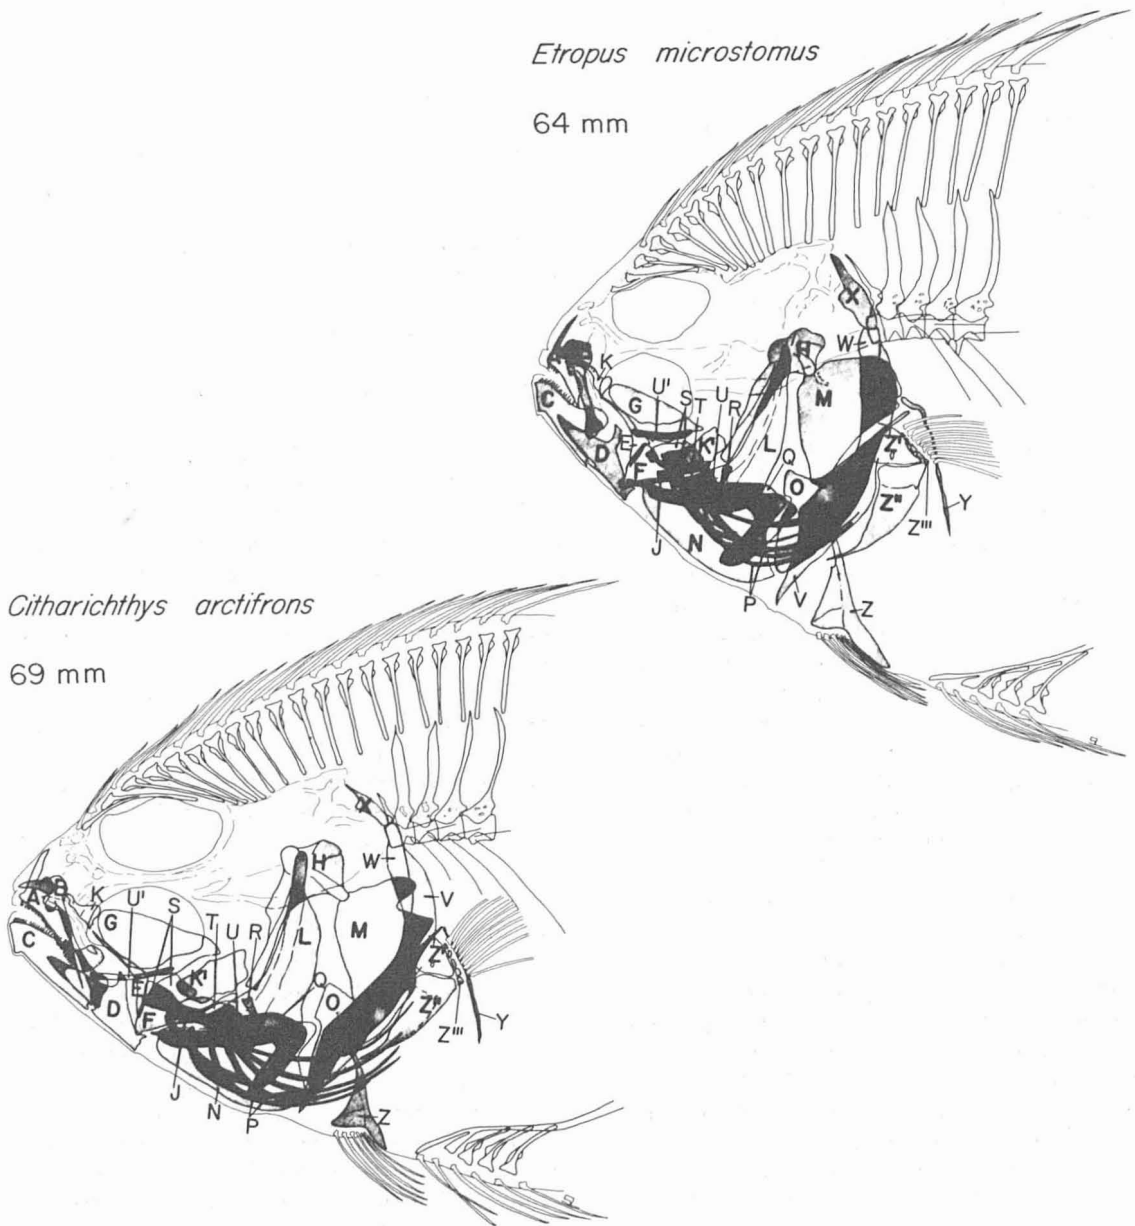 Etropus microstomus
64 mm
X
H
W
K
U'
G
S
T
U
R
M
C
D
E
F
K'
L
Q
O
Z'
Z"
Z'''
Y
J
N
P
V
Z
Citharichthys arctifrons
69 mm
X
H
W
A
B
K
U'
G
S
T
U
R
L
M
V
C
D
E
F
K'
Q
O
Z'
Z"
Z'''
Y
J
N
P
Z